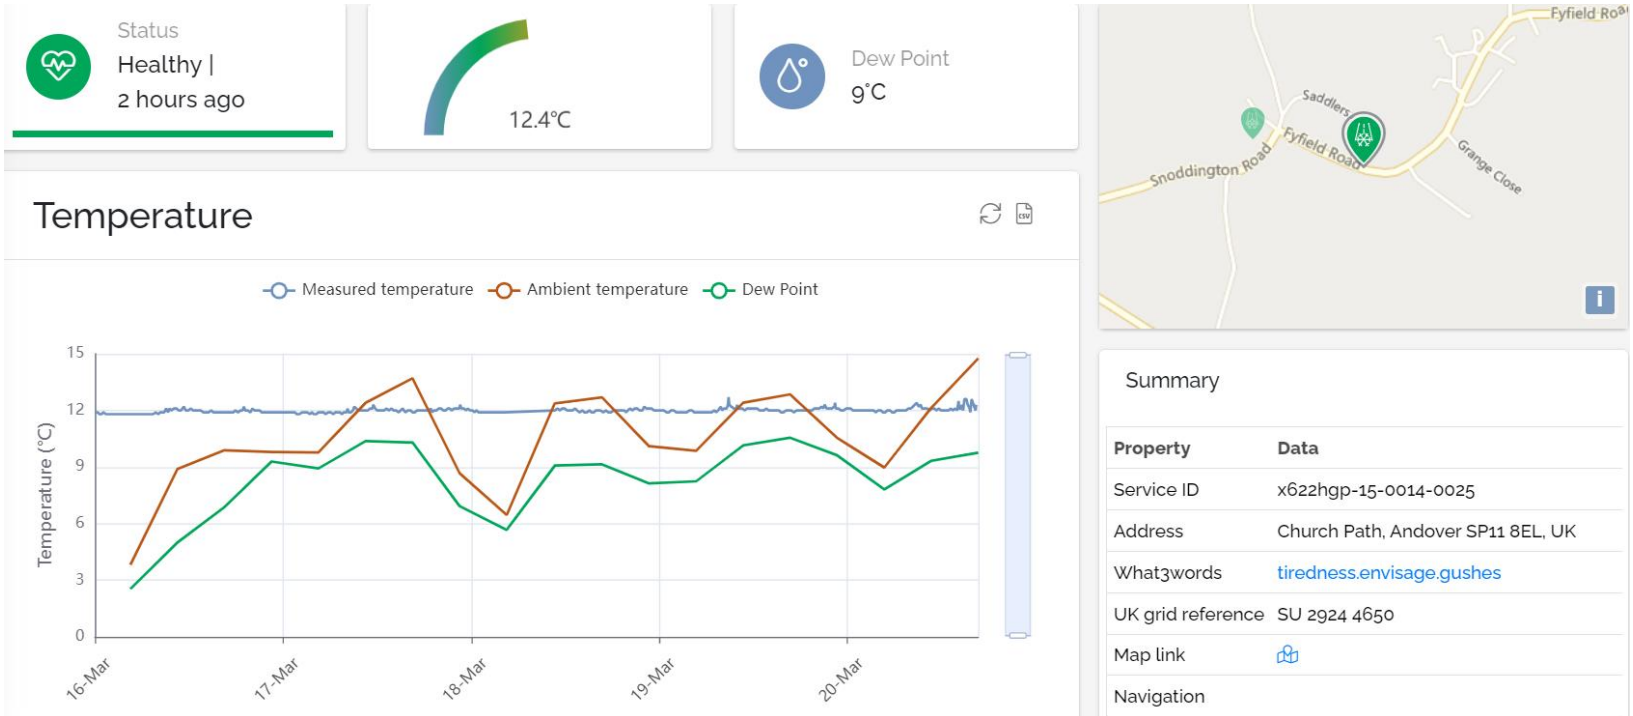 Status
Healthy |
2 hours ago
12.4°C
Dew Point
9°C
Fyfield Road
Saddlers
Fyfield Road
Snoddington Road
Grange Close
i
Temperature
CSV
Measured temperature
Ambient temperature
Dew Point
Temperature (°C)
15
12
9
6
3
0
16-Mar
17-Mar
18-Mar
19-Mar
20-Mar
Summary
Property Data
Service ID x622hgp-15-0014-0025
Address Church Path, Andover SP11 8EL, UK
What3words tiredness.envisage.gushes
UK grid reference SU 2924 4650
Map link
Navigation